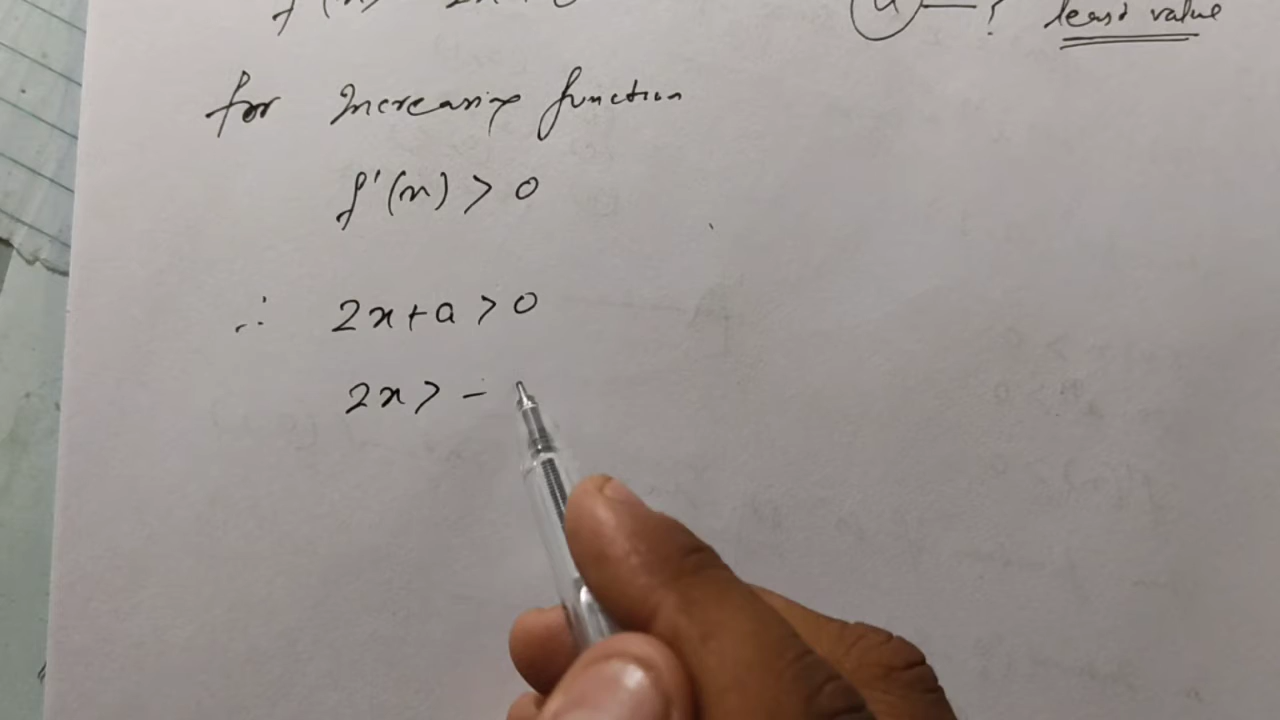 a — ? least value
for Increasing function
f'(x) > 0
∴ 2x+a > 0
2x > -